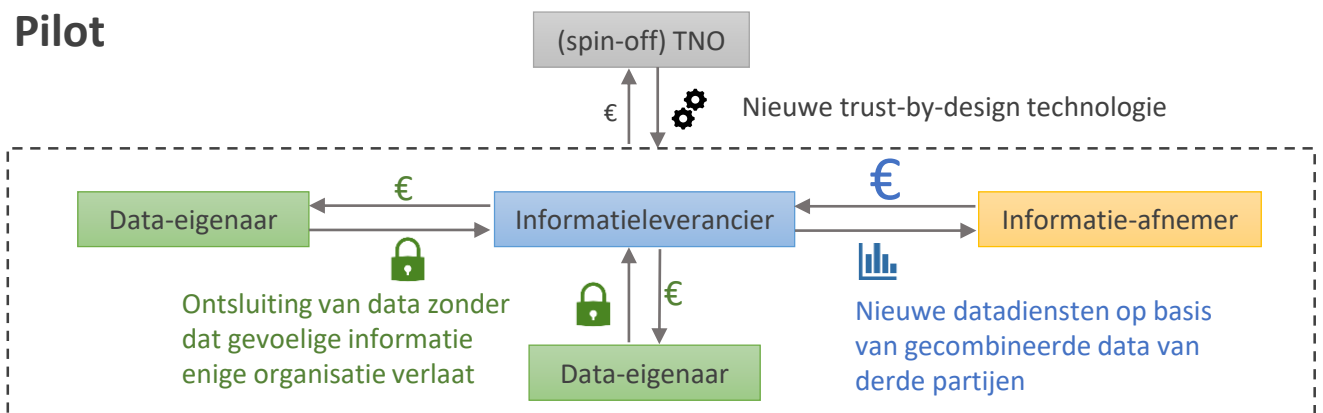 Pilot
(spin-off) TNO
€
Nieuwe trust-by-design technologie
€
€
Data-eigenaar
Informatieleverancier
Informatie-afnemer
Ontsluiting van data zonder
dat gevoelige informatie
enige organisatie verlaat
€
Nieuwe datadiensten op basis
van gecombineerde data van
derde partijen
Data-eigenaar